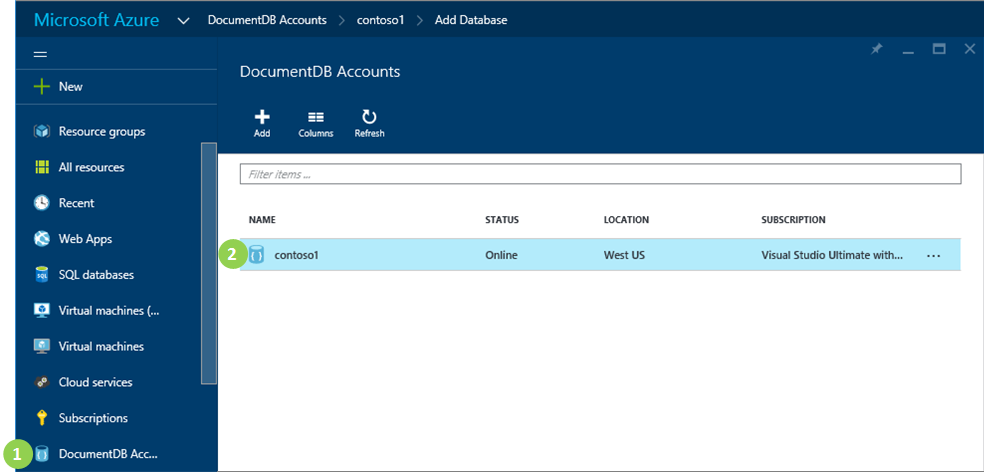 Microsoft Azure DocumentDB Accounts contoso1 Add Database
DocumentDB Accounts
New
Add Columns Refresh
Resource groups
All resources
Recent
Web Apps
SQL databases
Virtual machines (...
Virtual machines
Cloud services
Subscriptions
1 DocumentDB Acc...
Filter items ...
NAME STATUS LOCATION SUBSCRIPTION
2 contoso1 Online West US Visual Studio Ultimate with... ...